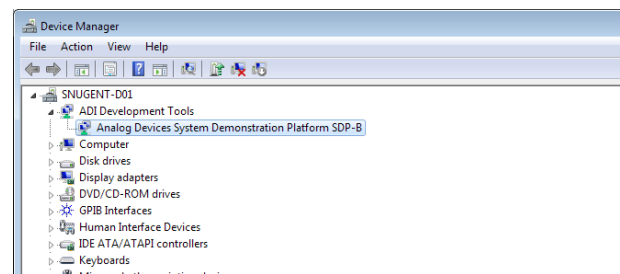 Device Manager
File Action View Help
SNUGENT-D01
ADI Development Tools
Analog Devices System Demonstration Platform SDP-B
Computer
Disk drives
Display adapters
DVD/CD-ROM drives
GPIB Interfaces
Human Interface Devices
IDE ATA/ATAPI controllers
Keyboards